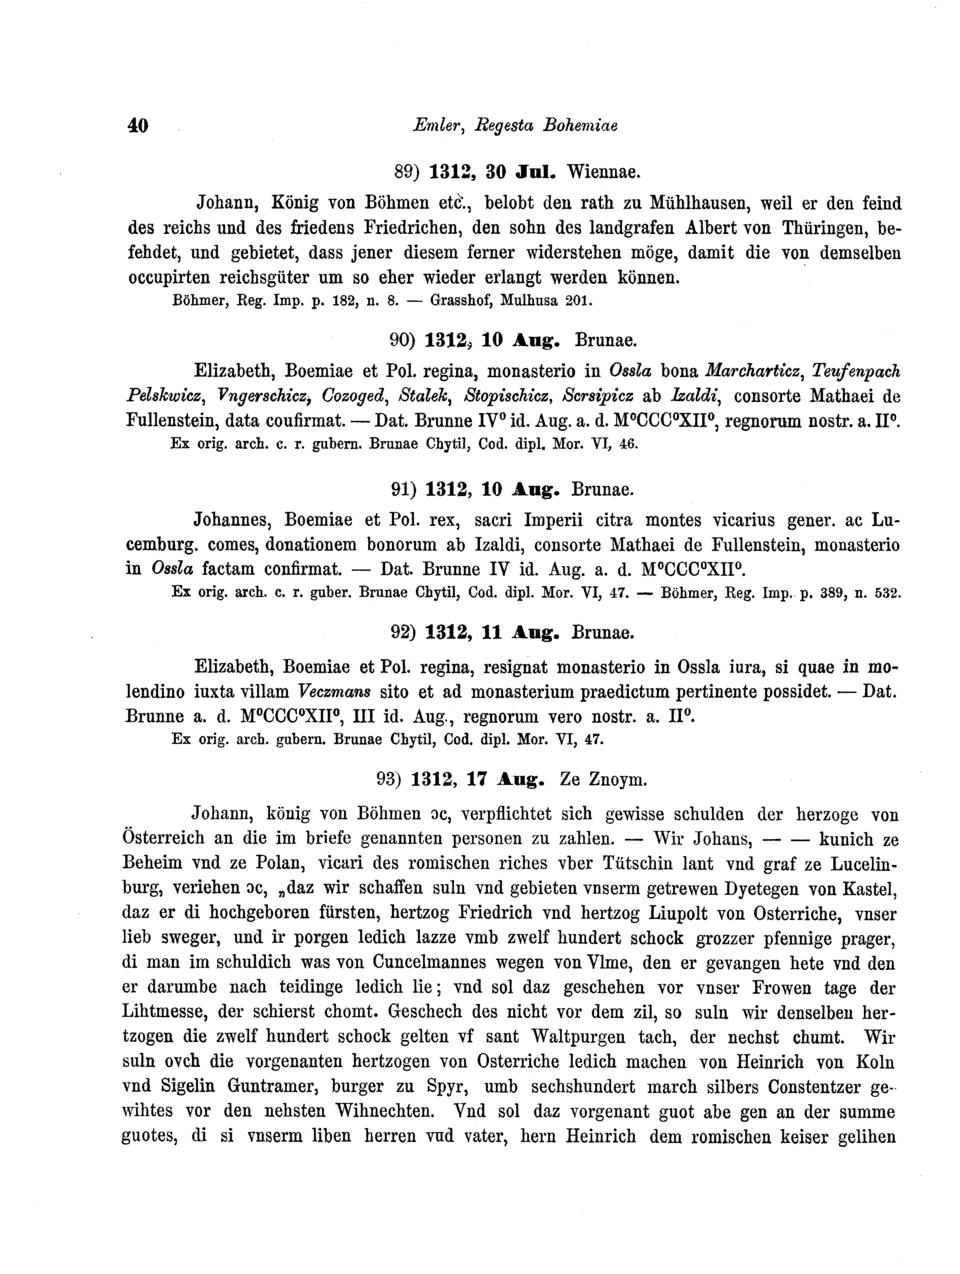 40 Emler, Regesta Bohemiae
89) 1312, 30 Jul. Wiennae.
Johann, König von Böhmen etc., belobt den rath zu Mühlhausen, weil er den feind
des reichs und des friedens Friedrichen, den sohn des landgrafen Albert von Thüringen, be-
fehdet, und gebietet, dass jener diesem ferner widerstehen möge, damit die von demselben
occupirten reichsgüter um so eher wieder erlangt werden können.
Böhmer, Reg. Imp. p. 182, n. 8. — Grasshof, Mulhusa 201.
90) 1312, 10 Aug. Brunae.
Elizabeth, Boemiae et Pol. regina, monasterio in Ossla bona Marcharticz, Teufenpach
Pelskwicz, Vngerschicz, Cozoged, Stalek, Stopischicz, Scrsipicz ab Izaldi, consorte Mathaei de
Fullenstein, data coufirmat. — Dat. Brunne IV⁰ id. Aug. a. d. M⁰CCC⁰XII⁰, regnorum nostr. a. II⁰.
Ex orig. arch. c. r. gubern. Brunae Chytil, Cod. dipl. Mor. VI, 46.
91) 1312, 10 Aug. Brunae.
Johannes, Boemiae et Pol. rex, sacri Imperii citra montes vicarius gener. ac Lu-
cemburg. comes, donationem bonorum ab Izaldi, consorte Mathaei de Fullenstein, monasterio
in Ossla factam confirmat. — Dat. Brunne IV id. Aug. a. d. M⁰CCC⁰XII⁰.
Ex orig. arch. c. r. guber. Brunae Chytil, Cod. dipl. Mor. VI, 47. — Böhmer, Reg. Imp. p. 389, n. 532.
92) 1312, 11 Aug. Brunae.
Elizabeth, Boemiae et Pol. regina, resignat monasterio in Ossla iura, si quae in mo-
lendino iuxta villam Veczmans sito et ad monasterium praedictum pertinente possidet. — Dat.
Brunne a. d. M⁰CCC⁰XII⁰, III id. Aug., regnorum vero nostr. a. II⁰.
Ex orig. arch. gubern. Brunae Chytil, Cod. dipl. Mor. VI, 47.
93) 1312, 17 Aug. Ze Znoym.
Johann, könig von Böhmen ɔc, verpflichtet sich gewisse schulden der herzoge von
Österreich an die im briefe genannten personen zu zahlen. — Wir Johans, — — kunich ze
Beheim vnd ze Polan, vicari des romischen riches vber Tütschin lant vnd graf ze Lucelin-
burg, veriehen ɔc, „daz wir schaffen suln vnd gebieten vnserm getrewen Dyetegen von Kastel,
daz er di hochgeboren fürsten, hertzog Friedrich vnd hertzog Liupolt von Osterriche, vnser
lieb sweger, und ir porgen ledich lazze vmb zwelf hundert schock grozzer pfennige prager,
di man im schuldich was von Cuncelmannes wegen von Vlme, den er gevangen hete vnd den
er darumbe nach teidinge ledich lie; vnd sol daz geschehen vor vnser Frowen tage der
Lihtmesse, der schierst chomt. Geschech des nicht vor dem zil, so suln wir denselben her-
tzogen die zwelf hundert schock gelten vf sant Waltpurgen tach, der nechst chumt. Wir
suln ovch die vorgenanten hertzogen von Osterriche ledich machen von Heinrich von Koln
vnd Sigelin Guntramer, burger zu Spyr, umb sechshundert march silbers Constentzer ge-
wihtes vor den nehsten Wihnechten. Vnd sol daz vorgenant guot abe gen an der summe
guotes, di si vnserm liben herren vnd vater, hern Heinrich dem romischen keiser gelihen